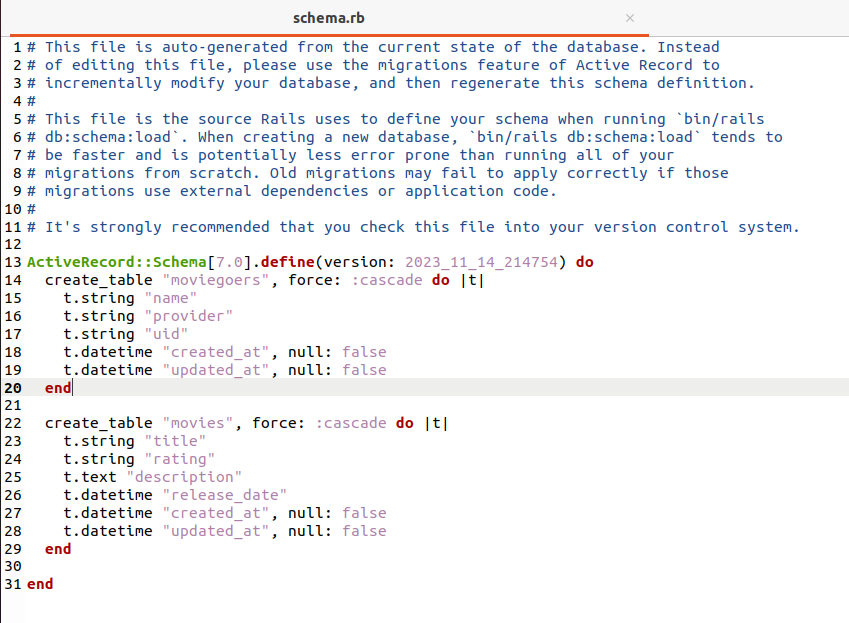 schema.rb ×
1 # This file is auto-generated from the current state of the database. Instead
2 # of editing this file, please use the migrations feature of Active Record to
3 # incrementally modify your database, and then regenerate this schema definition.
4 #
5 # This file is the source Rails uses to define your schema when running `bin/rails
6 # db:schema:load`. When creating a new database, `bin/rails db:schema:load` tends to
7 # be faster and is potentially less error prone than running all of your
8 # migrations from scratch. Old migrations may fail to apply correctly if those
9 # migrations use external dependencies or application code.
10 #
11 # It's strongly recommended that you check this file into your version control system.
12
13 ActiveRecord::Schema[7.0].define(version: 2023_11_14_214754) do
14   create_table "moviegoers", force: :cascade do |t|
15     t.string "name"
16     t.string "provider"
17     t.string "uid"
18     t.datetime "created_at", null: false
19     t.datetime "updated_at", null: false
20   end
21
22   create_table "movies", force: :cascade do |t|
23     t.string "title"
24     t.string "rating"
25     t.text "description"
26     t.datetime "release_date"
27     t.datetime "created_at", null: false
28     t.datetime "updated_at", null: false
29   end
30
31 end